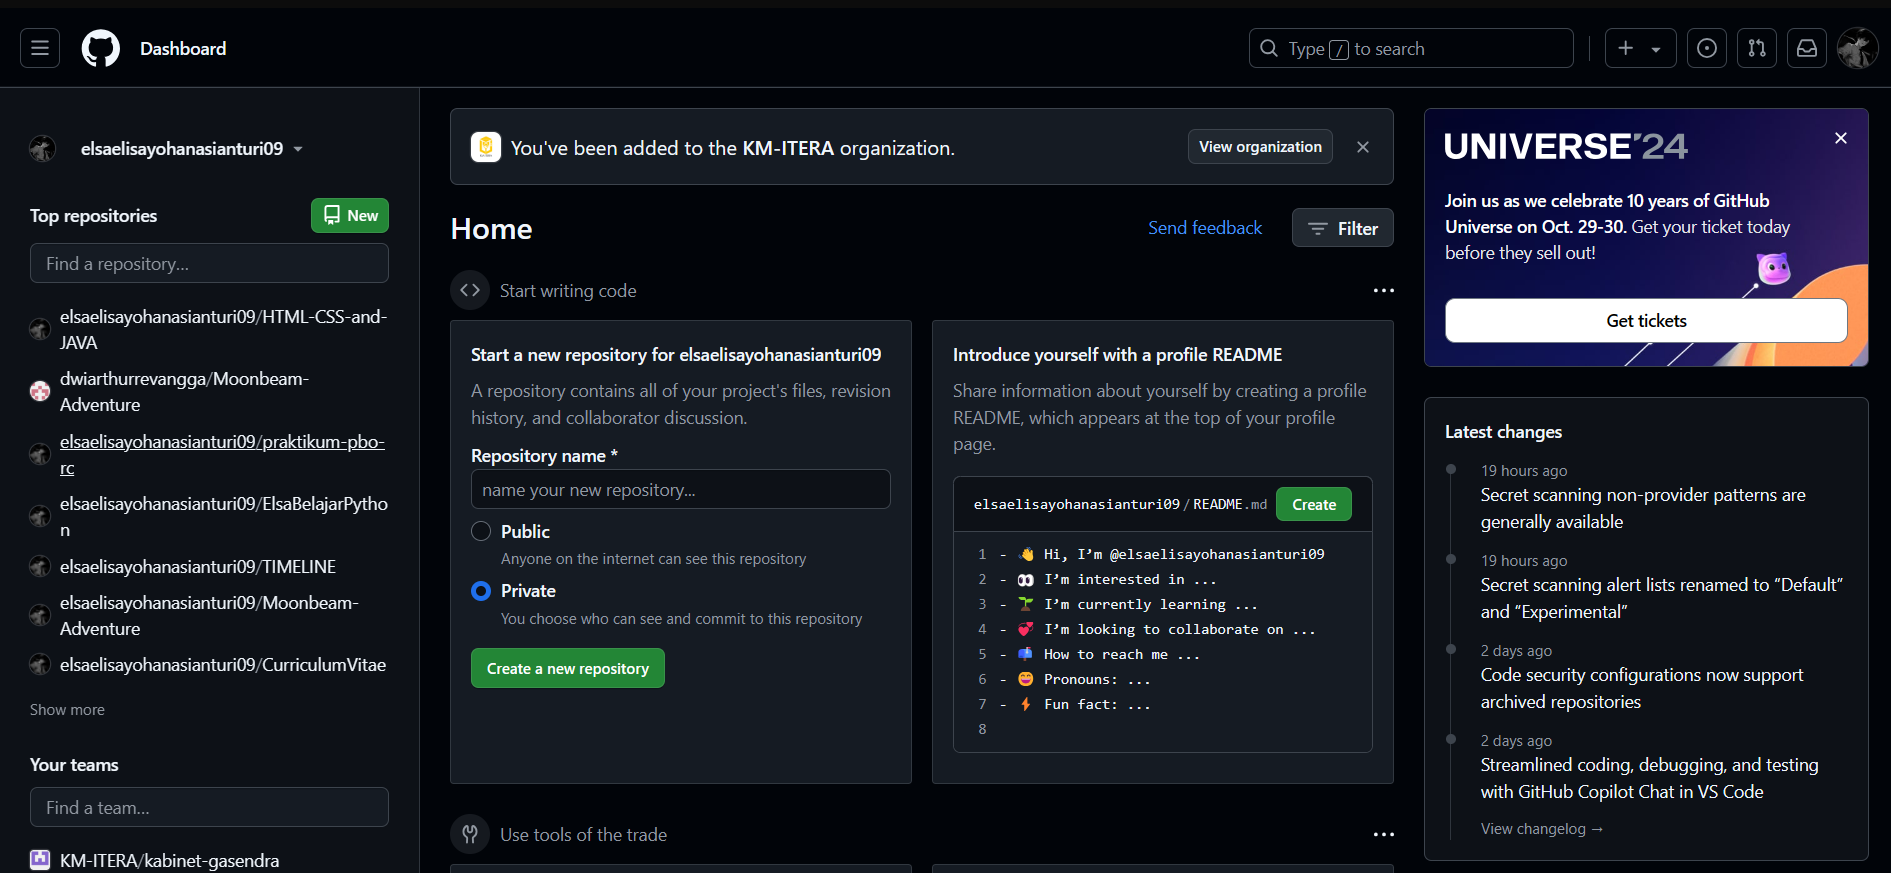 Dashboard
Type / to search
elsaelisayohanasianturi09
Top repositories
New
Find a repository...
elsaelisayohanasianturi09/HTML-CSS-and-
JAVA
dwiarthurrevangga/Moonbeam-
Adventure
elsaelisayohanasianturi09/praktikum-pbo-
rc
elsaelisayohanasianturi09/ElsaBelajarPytho
n
elsaelisayohanasianturi09/TIMELINE
elsaelisayohanasianturi09/Moonbeam-
Adventure
elsaelisayohanasianturi09/CurriculumVitae
Show more
Your teams
Find a team...
KM-ITERA/kabinet-gasendra
You've been added to the KM-ITERA organization.
View organization
Home
Send feedback
Filter
Start writing code
Start a new repository for elsaelisayohanasianturi09
A repository contains all of your project's files, revision
history, and collaborator discussion.
Repository name *
name your new repository...
Public
Anyone on the internet can see this repository
Private
You choose who can see and commit to this repository
Create a new repository
Introduce yourself with a profile README
Share information about yourself by creating a profile
README, which appears at the top of your profile
page.
elsaelisayohanasianturi09/README.md
Create
1 - 👋 Hi, I’m @elsaelisayohanasianturi09
2 - 👀 I’m interested in ...
3 - 🌱 I’m currently learning ...
4 - 💞️ I’m looking to collaborate on ...
5 - 📫 How to reach me ...
6 - 😄 Pronouns: ...
7 - ⚡ Fun fact: ...
8
Use tools of the trade
UNIVERSE'24
Join us as we celebrate 10 years of GitHub
Universe on Oct. 29-30. Get your ticket today
before they sell out!
Get tickets
Latest changes
19 hours ago
Secret scanning non-provider patterns are
generally available
19 hours ago
Secret scanning alert lists renamed to “Default”
and “Experimental”
2 days ago
Code security configurations now support
archived repositories
2 days ago
Streamlined coding, debugging, and testing
with GitHub Copilot Chat in VS Code
View changelog →